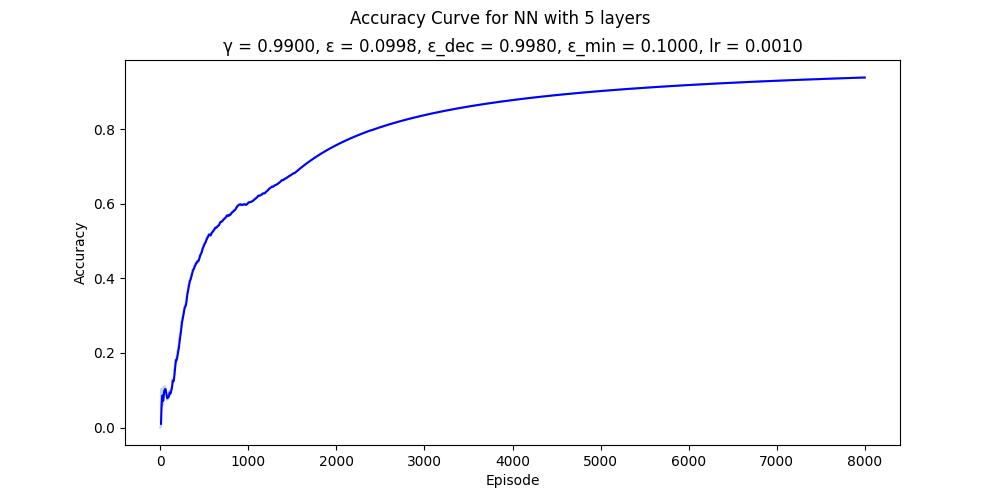 Accuracy Curve for NN with 5 layers
γ = 0.9900, ε = 0.0998, ε_dec = 0.9980, ε_min = 0.1000, lr = 0.0010
Accuracy
0.8
0.6
0.4
0.2
0.0
0 1000 2000 3000 4000 5000 6000 7000 8000
Episode